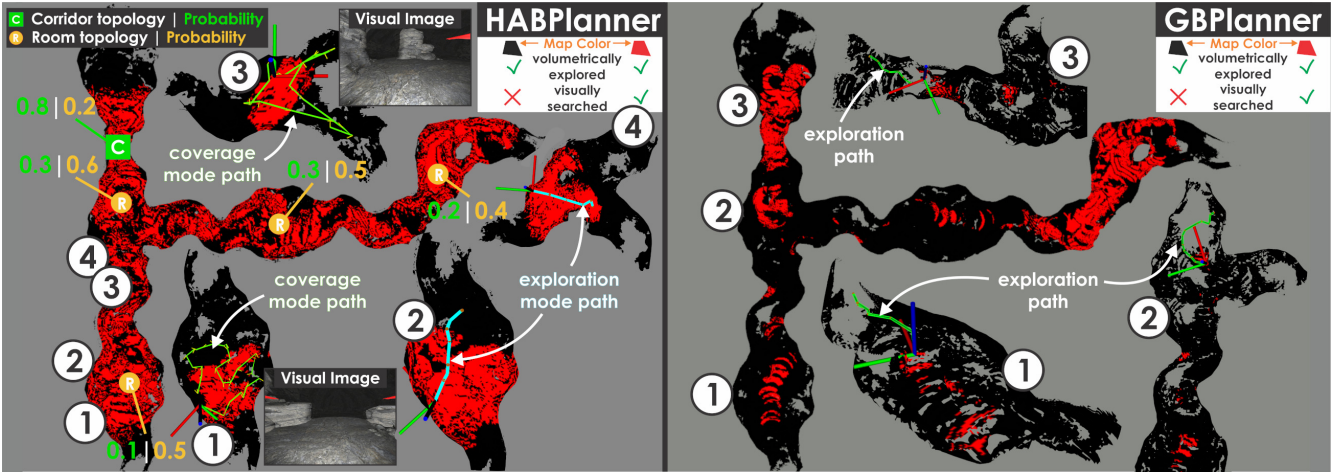 C Corridor topology | Probability
R Room topology | Probability
Visual Image
HABPlanner
Map Color
volumetrically
explored
visually
searched
3
4
0.8 | 0.2
C
coverage
mode path
0.3 | 0.6
R
0.3 | 0.5
R
R
0.2 | 0.4
4
3
coverage
mode path
exploration
mode path
2
2
R
Visual Image
1
1
0.1 | 0.5
GBPlanner
Map Color
volumetrically
explored
visually
searched
3
3
exploration
path
2
exploration
path
2
1
1